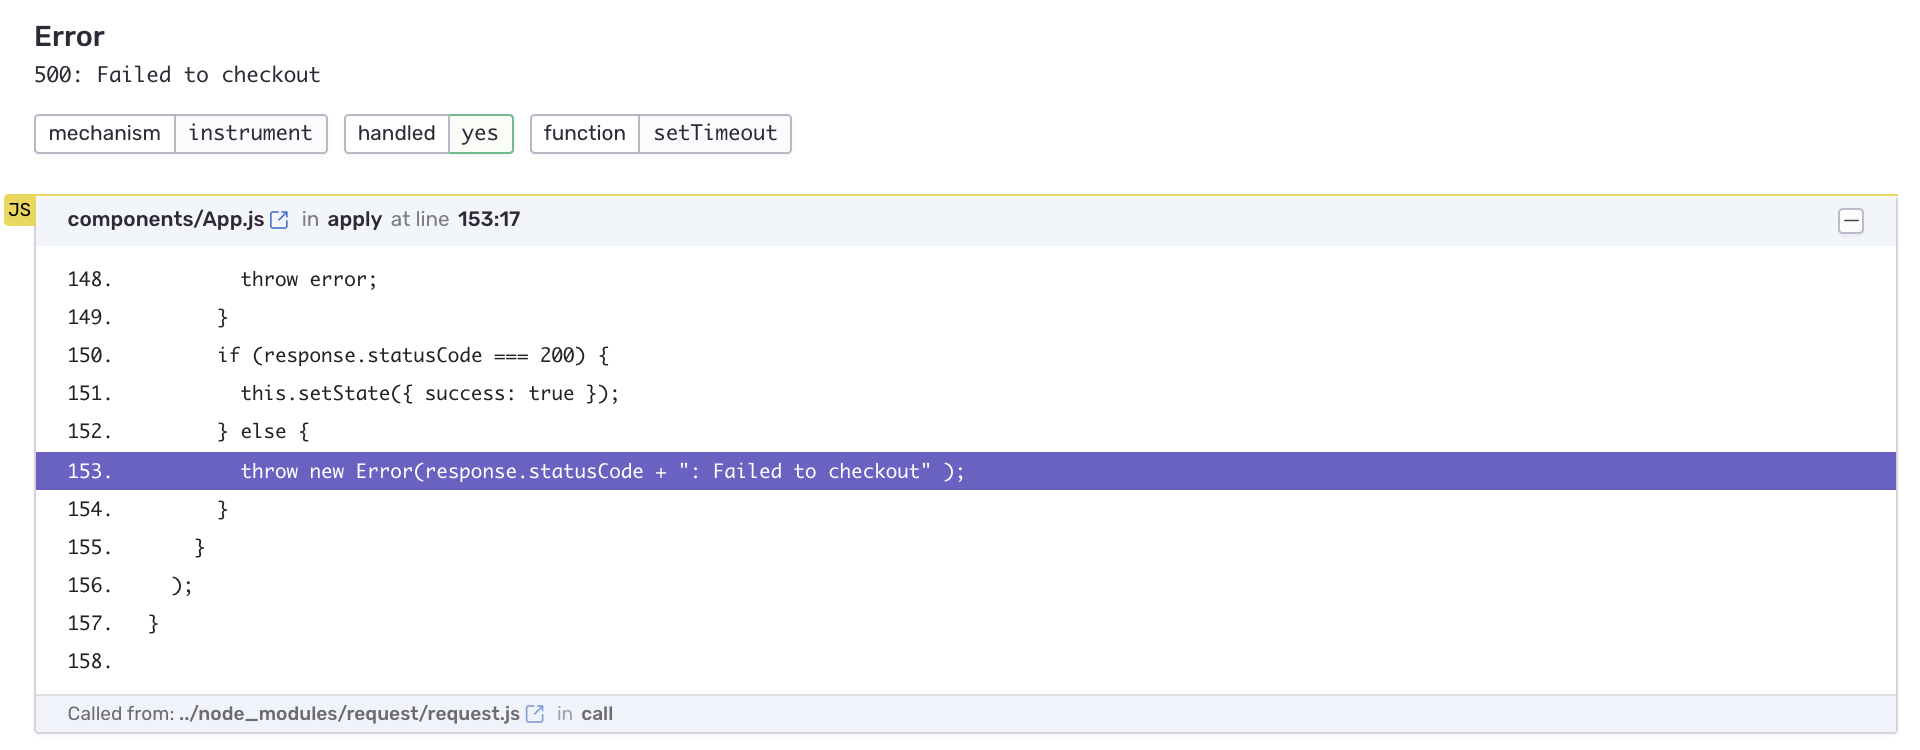 Error
500: Failed to checkout
mechanism instrument handled yes function setTimeout
JS
components/App.js in apply at line 153:17
148.           throw error;
149.         }
150.         if (response.statusCode === 200) {
151.           this.setState({ success: true });
152.         } else {
153.           throw new Error(response.statusCode + ": Failed to checkout" );
154.         }
155.       }
156.     );
157.   }
158.
Called from: ../node_modules/request/request.js in call